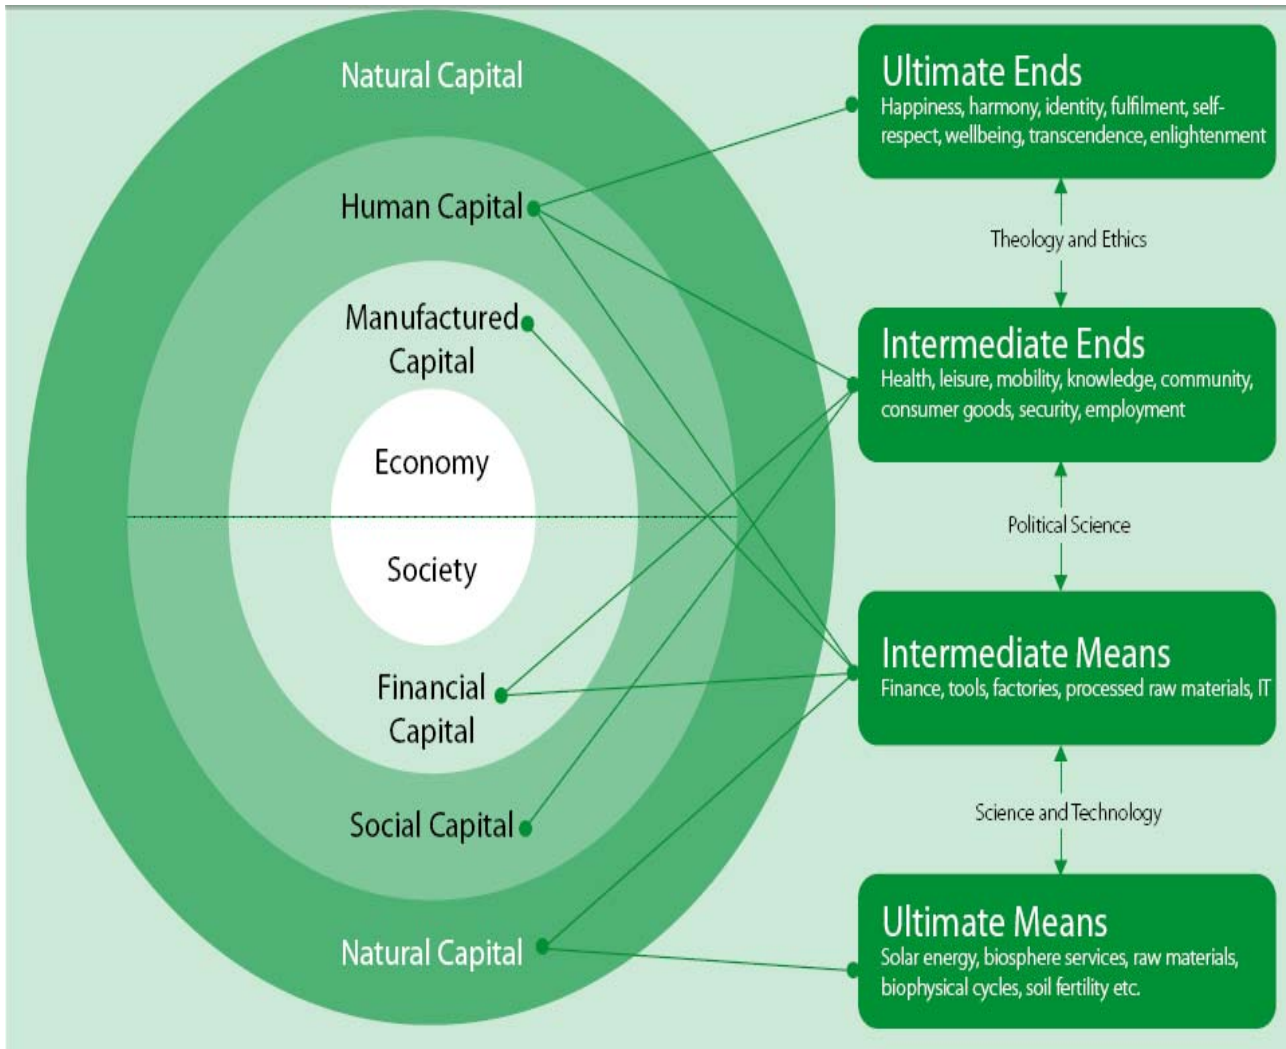 Natural Capital
Human Capital
Manufactured
Capital
Economy
Society
Financial
Capital
Social Capital
Natural Capital
Ultimate Ends
Happiness, harmony, identity, fulfilment, self-
respect, wellbeing, transcendence, enlightenment
Theology and Ethics
Intermediate Ends
Health, leisure, mobility, knowledge, community,
consumer goods, security, employment
Political Science
Intermediate Means
Finance, tools, factories, processed raw materials, IT
Science and Technology
Ultimate Means
Solar energy, biosphere services, raw materials,
biophysical cycles, soil fertility etc.